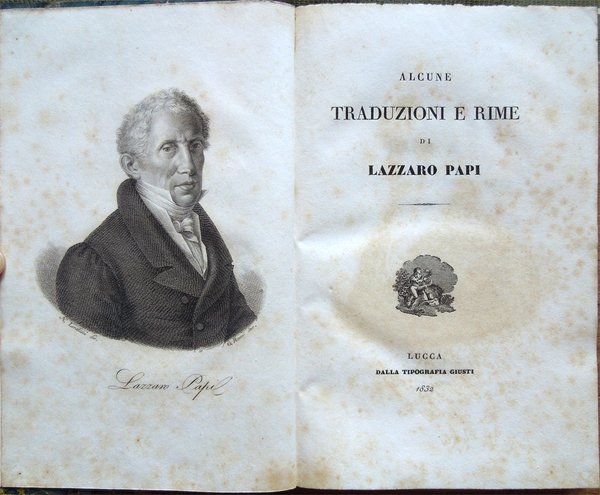 Lazzaro Papi
ALCUNE
TRADUZIONI E RIME
DI
LAZZARO PAPI
LUCCA
DALLA TIPOGRAFIA GIUSTI
1832